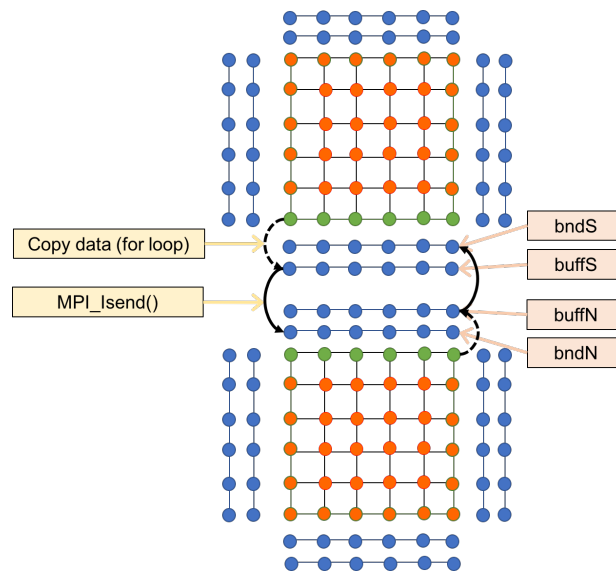 bndS
Copy data (for loop)
buffS
MPI_Isend()
buffN
bndN